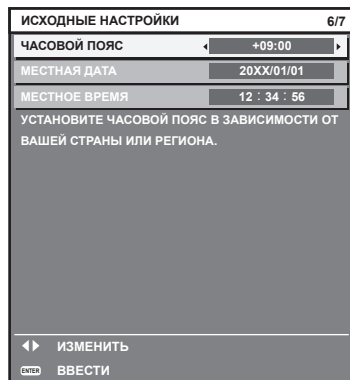 ИСХОДНЫЕ НАСТРОЙКИ 6/7
ЧАСОВОЙ ПОЯС +09:00
МЕСТНАЯ ДАТА 20XX/01/01
МЕСТНОЕ ВРЕМЯ 12 : 34 : 56
УСТАНОВИТЕ ЧАСОВОЙ ПОЯС В ЗАВИСИМОСТИ ОТ
ВАШЕЙ СТРАНЫ ИЛИ РЕГИОНА.
ИЗМЕНИТЬ
ENTER ВВЕСТИ